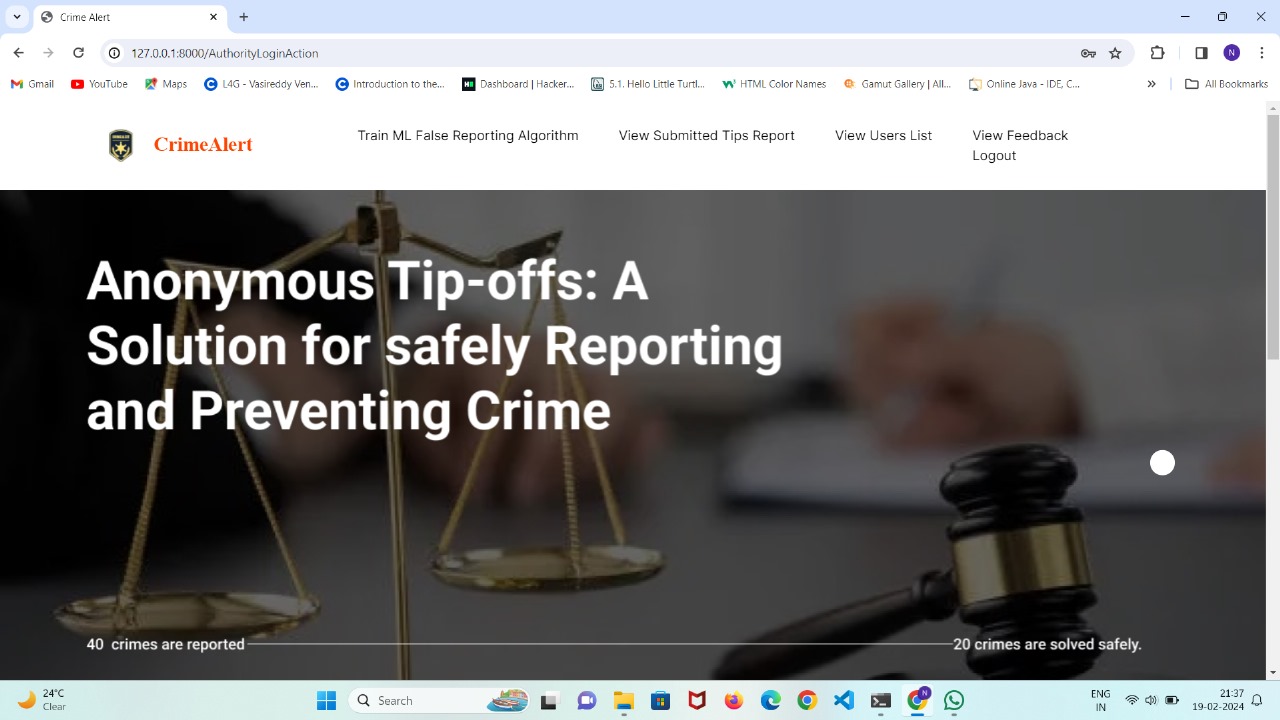 Crime Alert
127.0.0.1:8000/AuthorityLoginAction
N
Gmail
YouTube
Maps
L4G - Vasireddy Ven...
Introduction to the...
Dashboard | Hacker...
5.1. Hello Little Turtl...
HTML Color Names
Gamut Gallery | All...
Online Java - IDE, C...
»
All Bookmarks
CrimeAlert
Train ML False Reporting Algorithm
View Submitted Tips Report
View Users List
View Feedback
Logout
Anonymous Tip-offs: A
Solution for safely Reporting
and Preventing Crime
40 crimes are reported
20 crimes are solved safely.
24°C
Clear
Search
N
ENG
IN
21:37
19-02-2024